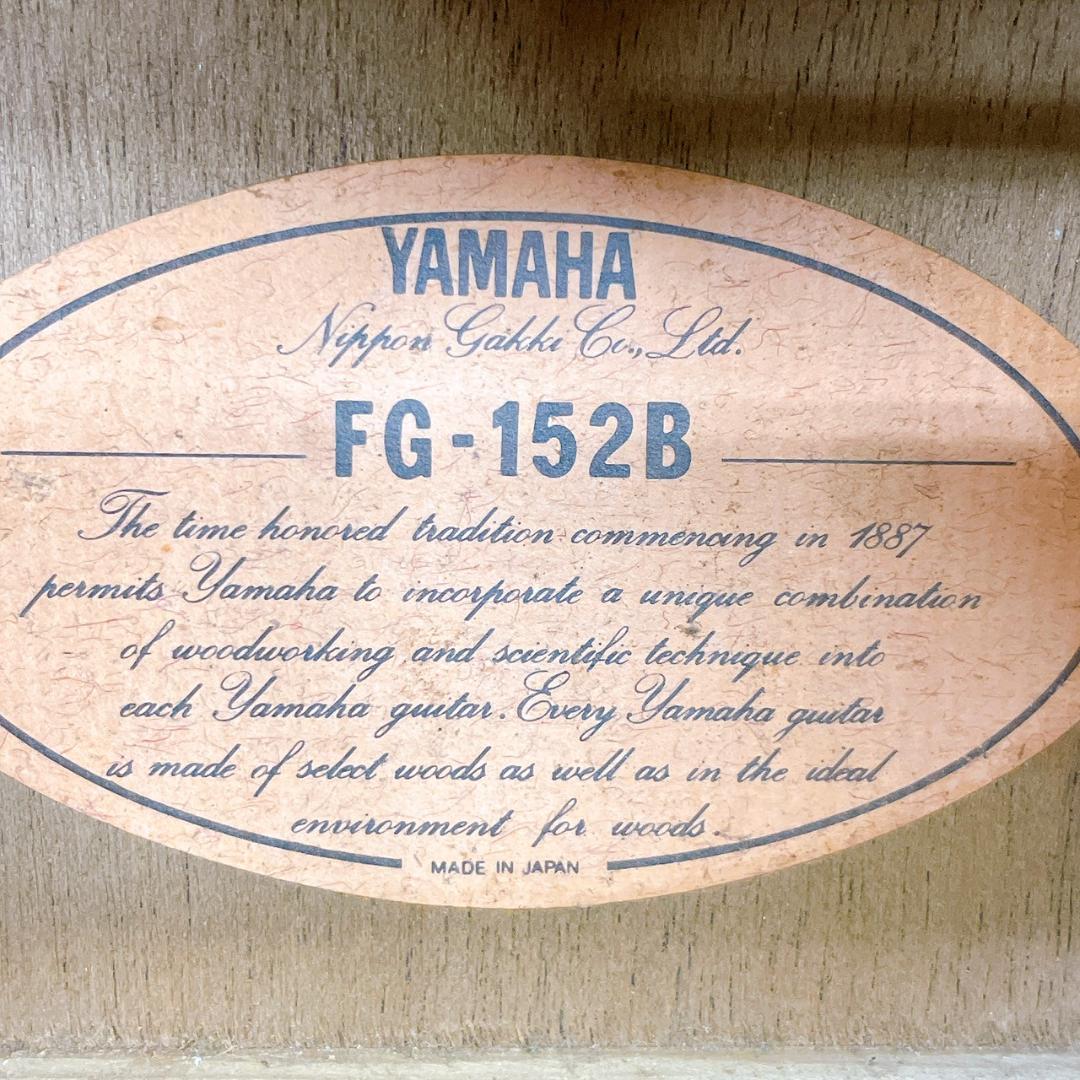 YAMAHA
Nippon Gakki Co., Ltd.
FG-152B
The time honored tradition commencing in 1887
permits Yamaha to incorporate a unique combination
of woodworking and scientific technique into
each Yamaha guitar. Every Yamaha guitar
is made of select woods as well as in the ideal
environment for woods.
MADE IN JAPAN